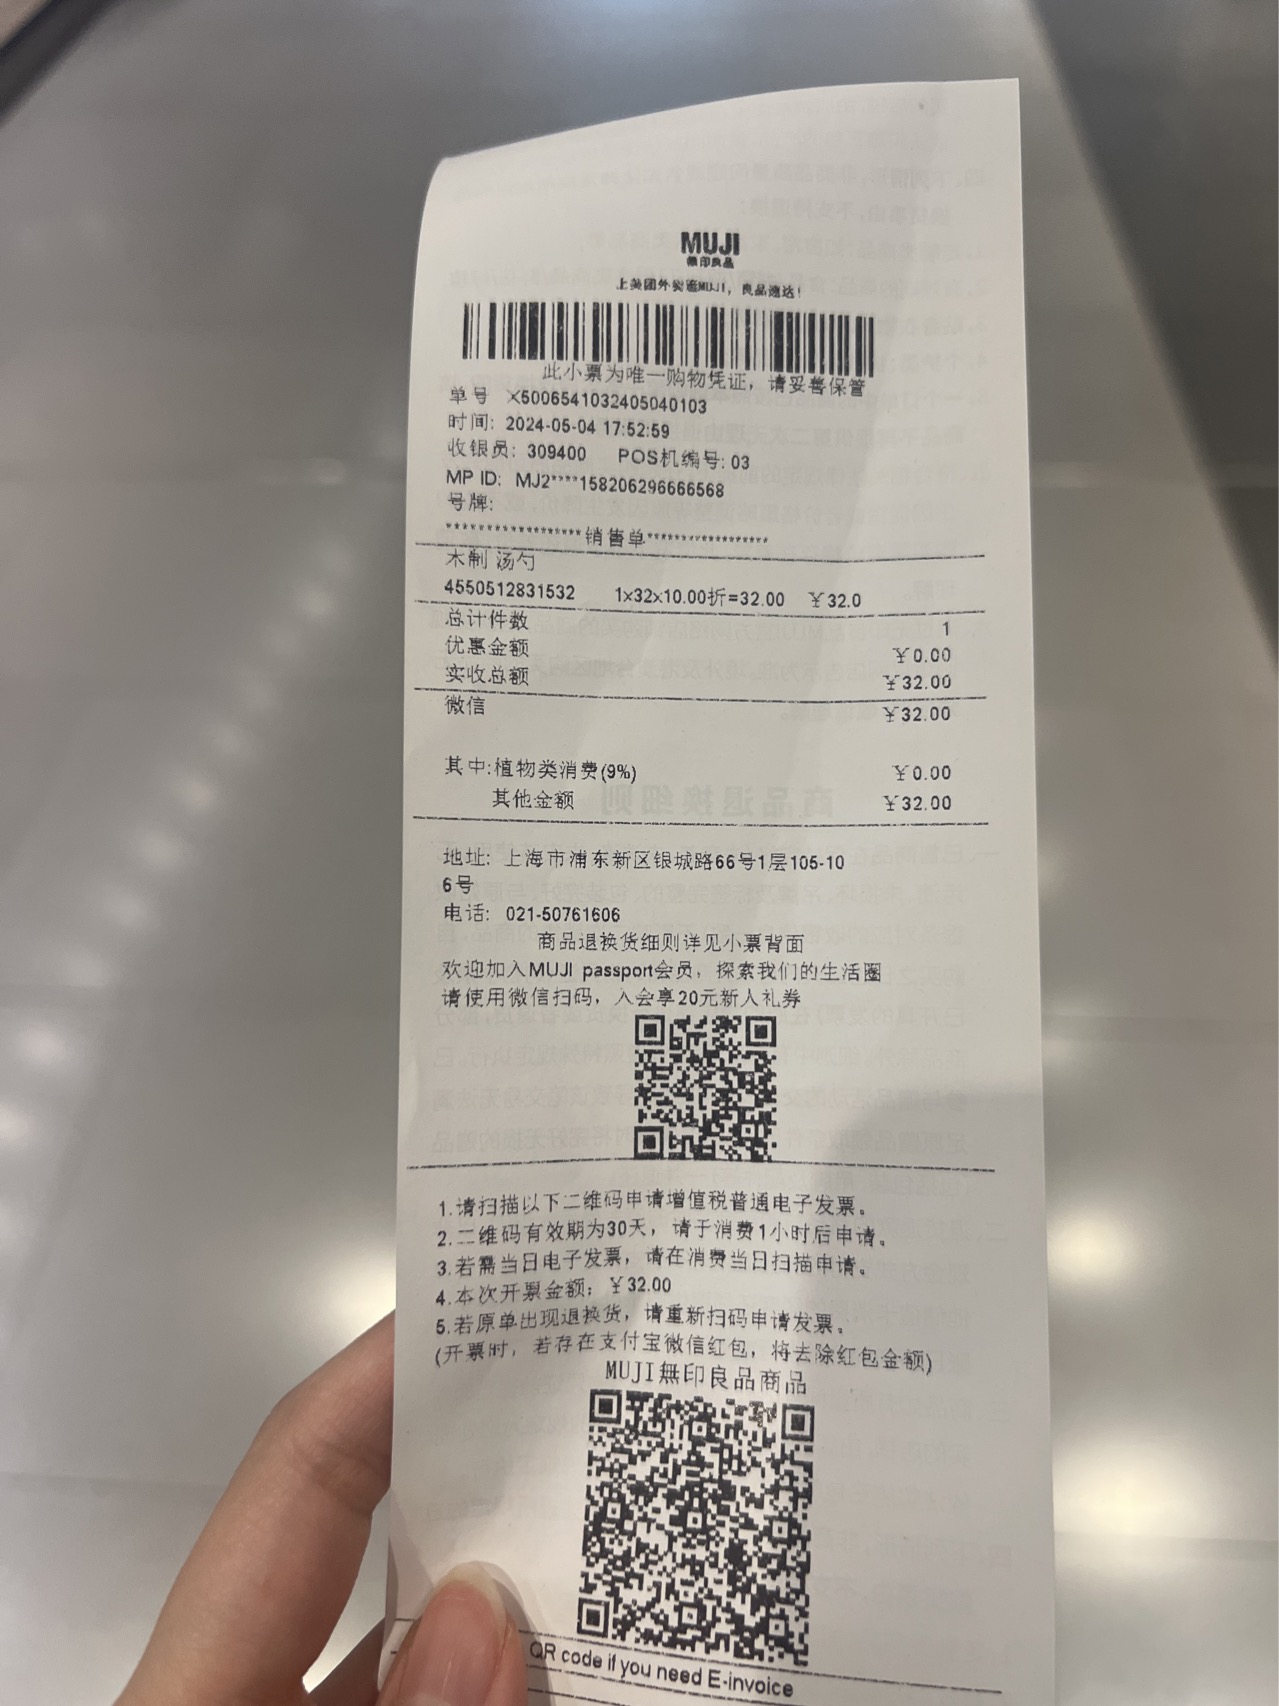 MUJI
無印良品
上美团外卖逛MUJI，良品速达！
此小票为唯一购物凭证，请妥善保管
单号 X5006541032405040103
时间: 2024-05-04 17:52:59
收银员: 309400 POS机编号: 03
MP ID: MJ2****158206296666568
号牌:
******************销售单******************
木制 汤勺
4550512831532 1x32x10.00折=32.00 ￥32.0
总计件数 1
优惠金额 ￥0.00
实收总额 ￥32.00
微信 ￥32.00
其中:植物类消费(9%) ￥0.00
其他金额 ￥32.00
地址: 上海市浦东新区银城路66号1层105-10
6号
电话: 021-50761606
商品退换货细则详见小票背面
欢迎加入MUJI passport会员，探索我们的生活圈
请使用微信扫码，入会享20元新人礼券
1.请扫描以下二维码申请增值税普通电子发票。
2.二维码有效期为30天，请于消费1小时后申请。
3.若需当日电子发票，请在消费当日扫描申请。
4.本次开票金额：￥32.00
5.若原单出现退换货，请重新扫码申请发票。
(开票时，若存在支付宝微信红包，将去除红包金额)
MUJI無印良品商品
QR code if you need E-invoice